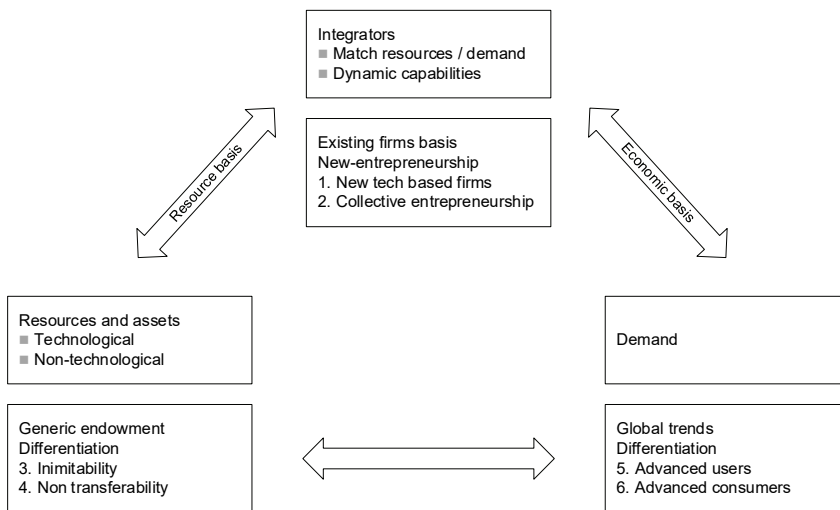 Integrators
■ Match resources / demand
■ Dynamic capabilities
Existing firms basis
New-entrepreneurship
1. New tech based firms
2. Collective entrepreneurship
Resource basis
Economic basis
Resources and assets
■ Technological
■ Non-technological
Demand
Generic endowment
Differentiation
3. Inimitability
4. Non transferability
Global trends
Differentiation
5. Advanced users
6. Advanced consumers